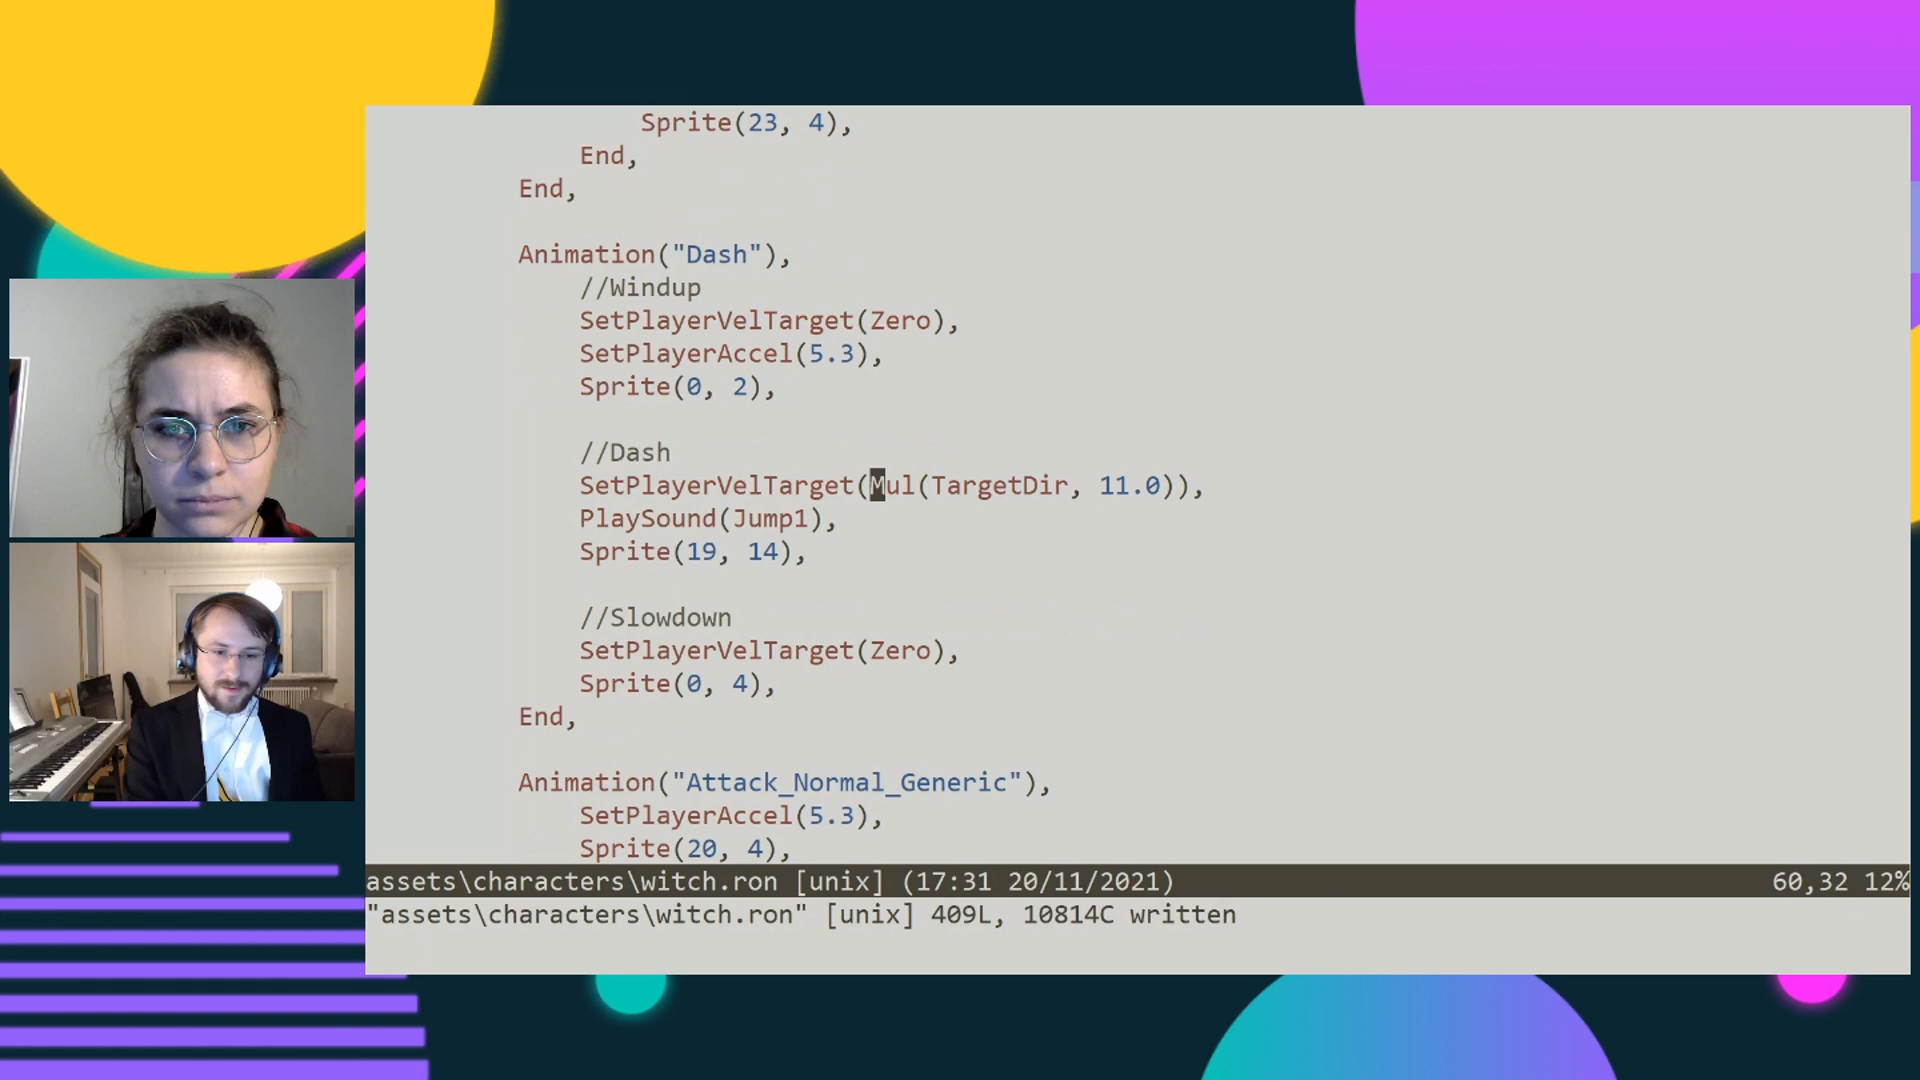 Sprite(23, 4),
End,
End,
Animation("Dash"),
//Windup
SetPlayerVelTarget(Zero),
SetPlayerAccel(5.3),
Sprite(0, 2),
//Dash
SetPlayerVelTarget(Mul(TargetDir, 11.0)),
PlaySound(Jump1),
Sprite(19, 14),
//Slowdown
SetPlayerVelTarget(Zero),
Sprite(0, 4),
End,
Animation("Attack_Normal_Generic"),
SetPlayerAccel(5.3),
Sprite(20, 4),
assets\characters\witch.ron [unix] (17:31 20/11/2021) 60,32 12%
"assets\characters\witch.ron" [unix] 409L, 10814C written